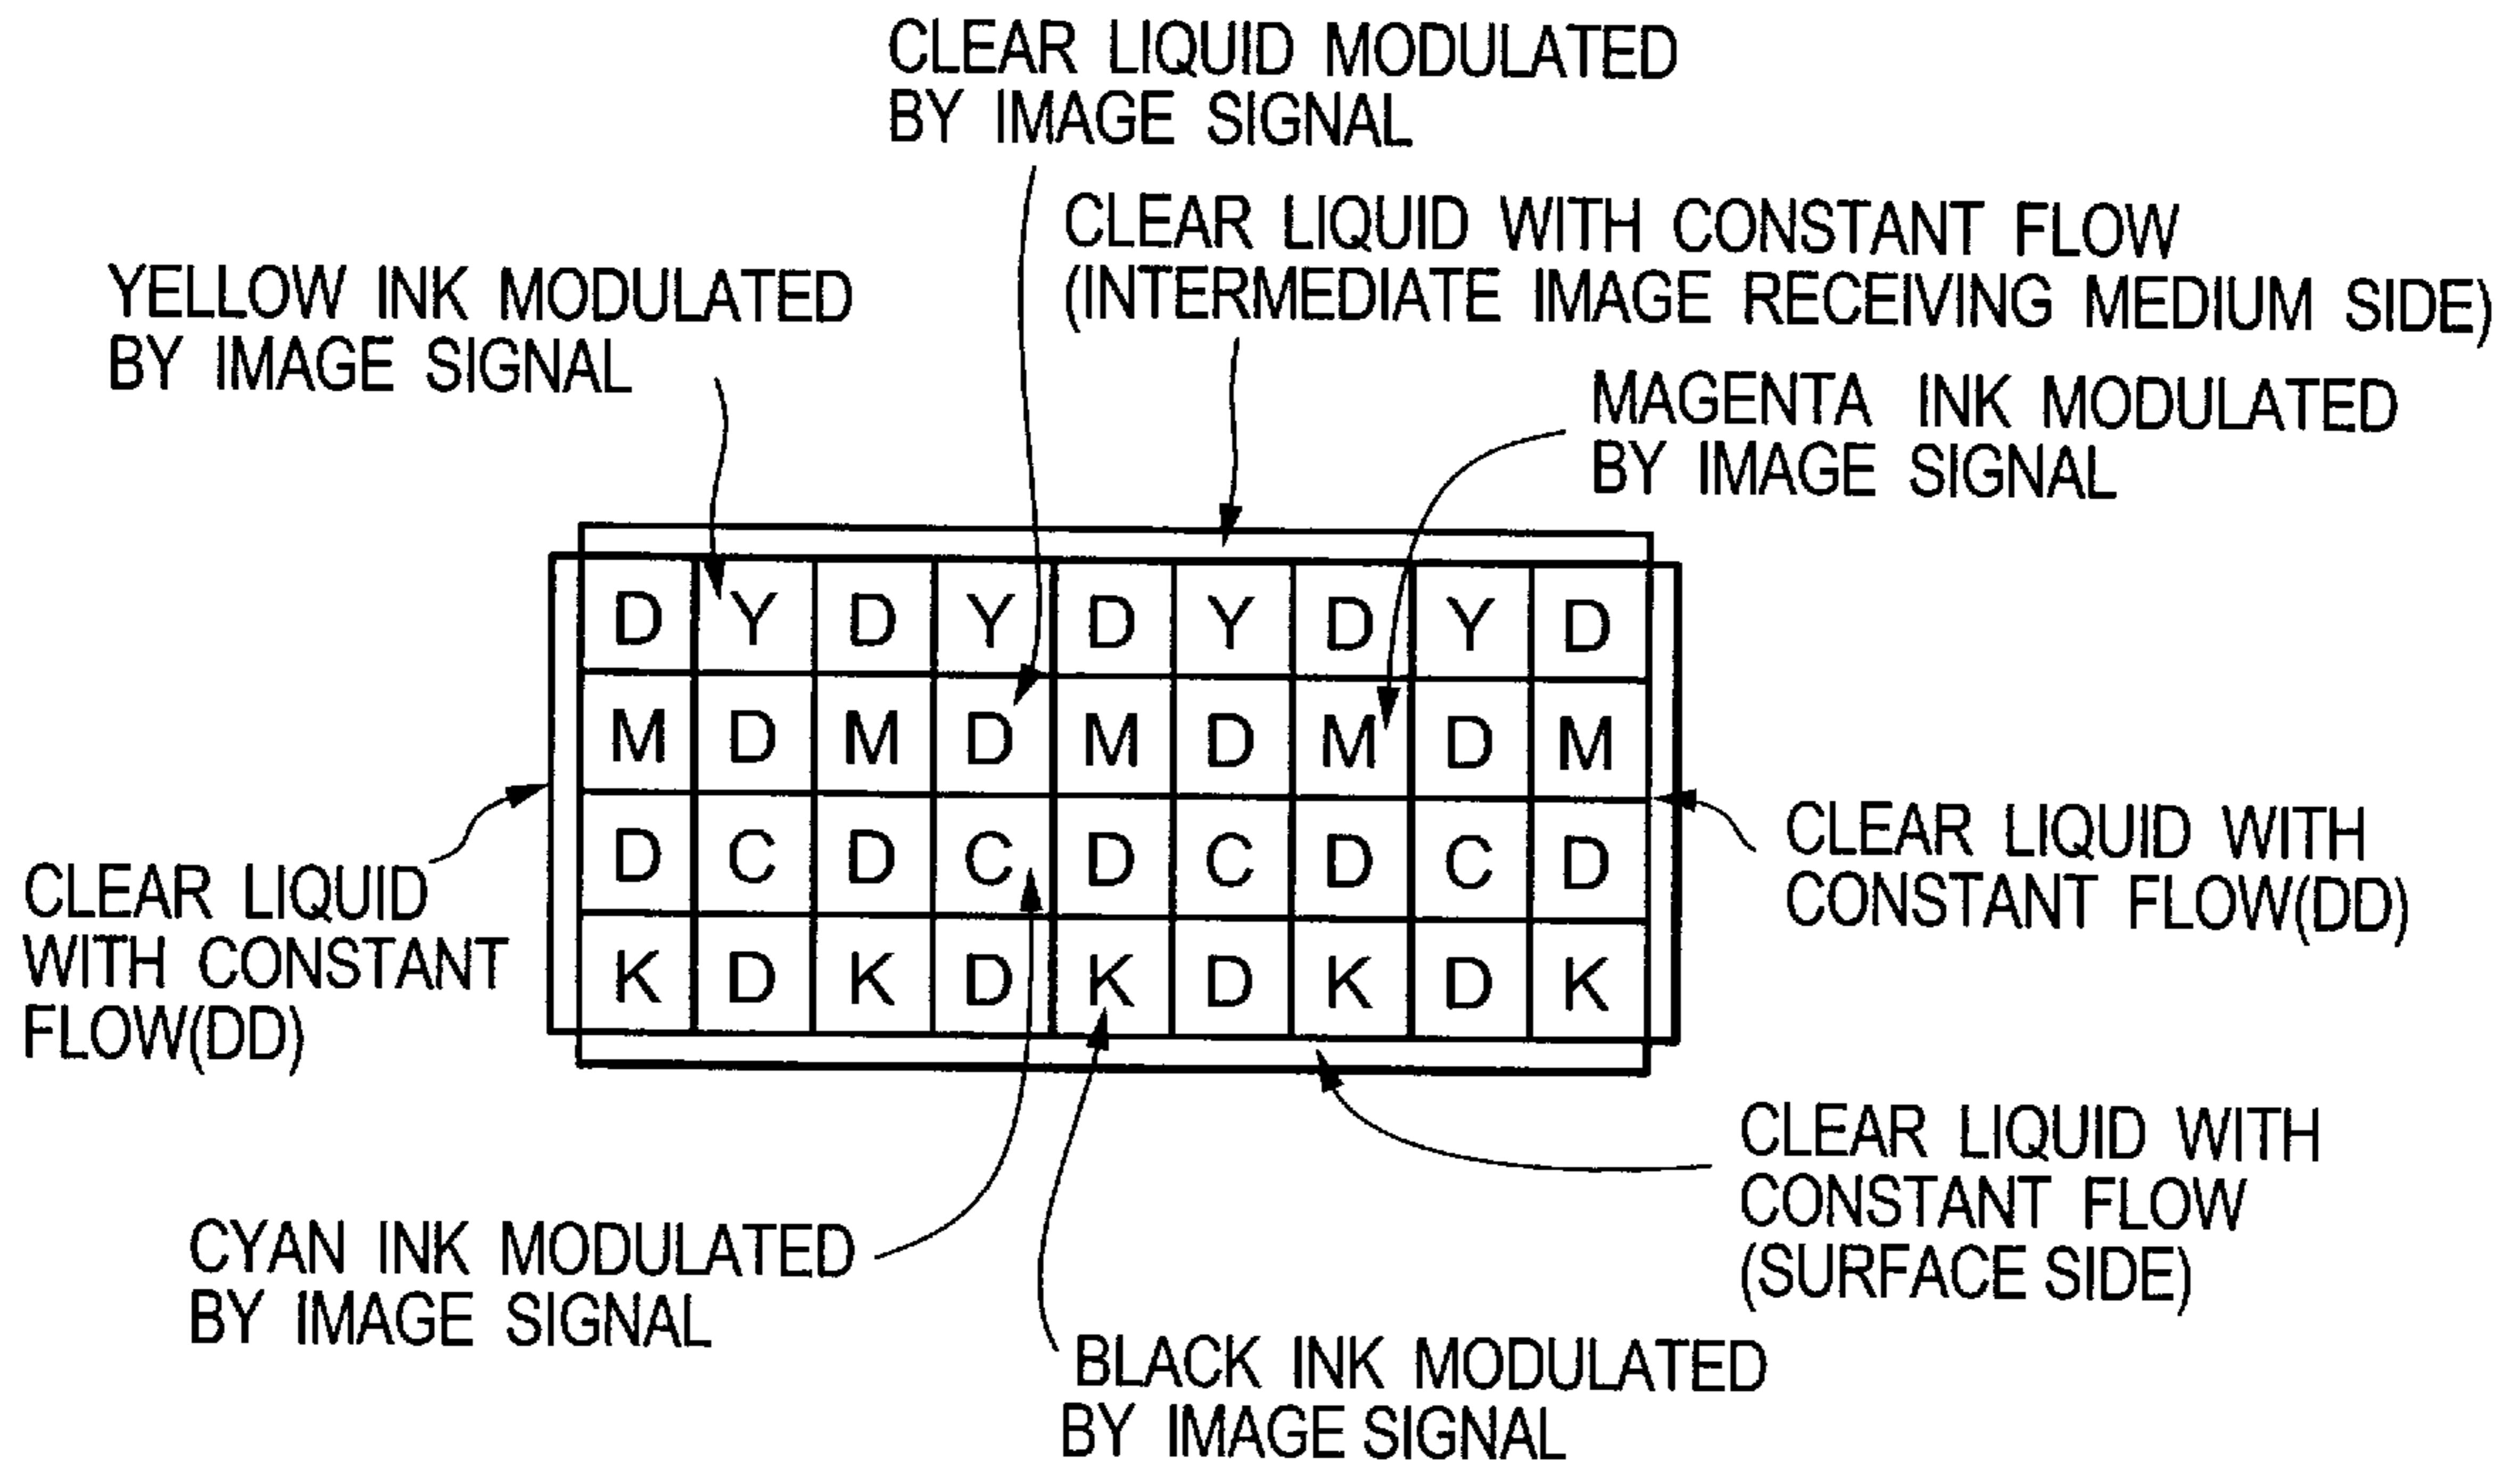 CLEAR LIQUID MODULATED
BY IMAGE SIGNAL
CLEAR LIQUID WITH CONSTANT FLOW
(INTERMEDIATE IMAGE RECEIVING MEDIUM SIDE)
YELLOW INK MODULATED
BY IMAGE SIGNAL
MAGENTA INK MODULATED
BY IMAGE SIGNAL
D Y D Y D Y D Y D
M D M D M D M D M
D C D C D C D C D
K D K D K D K D K
CLEAR LIQUID
WITH CONSTANT
FLOW(DD)
CLEAR LIQUID WITH
CONSTANT FLOW(DD)
CLEAR LIQUID WITH
CONSTANT FLOW
(SURFACE SIDE)
CYAN INK MODULATED
BY IMAGE SIGNAL
BLACK INK MODULATED
BY IMAGE SIGNAL